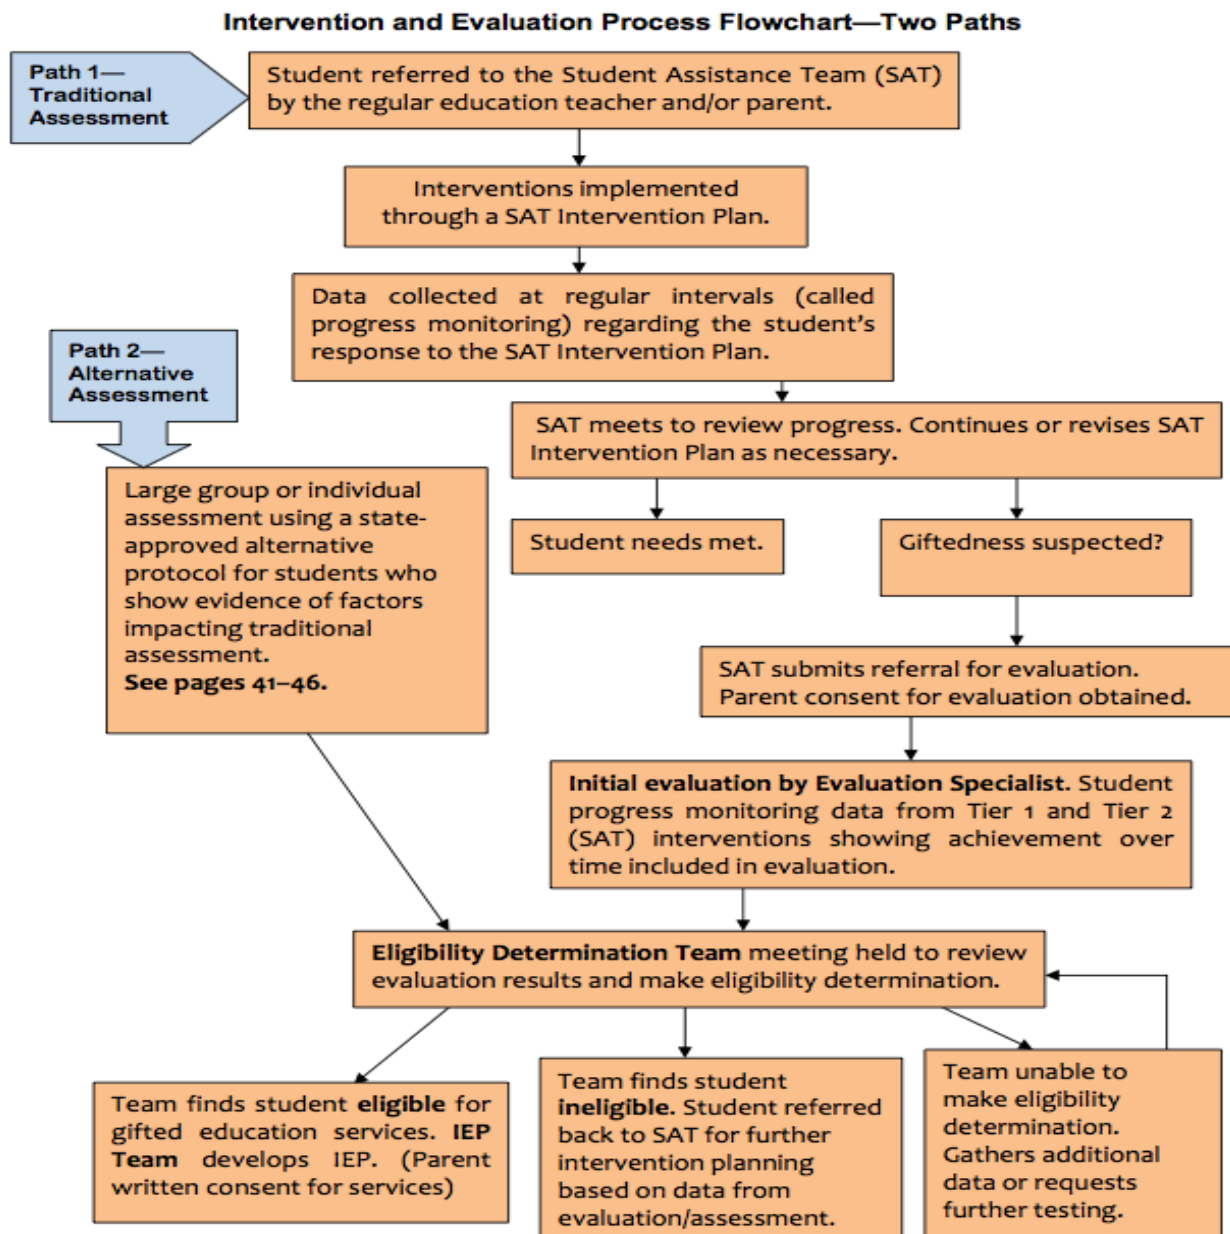 Intervention and Evaluation Process Flowchart—Two Paths
Path 1—
Traditional
Assessment
Student referred to the Student Assistance Team (SAT)
by the regular education teacher and/or parent.
Interventions implemented
through a SAT Intervention Plan.
Data collected at regular intervals (called
progress monitoring) regarding the student's
response to the SAT Intervention Plan.
Path 2—
Alternative
Assessment
SAT meets to review progress. Continues or revises SAT
Intervention Plan as necessary.
Large group or individual
assessment using a state-
approved alternative
protocol for students who
show evidence of factors
impacting traditional
assessment.
See pages 41–46.
Student needs met.
Giftedness suspected?
SAT submits referral for evaluation.
Parent consent for evaluation obtained.
Initial evaluation by Evaluation Specialist. Student
progress monitoring data from Tier 1 and Tier 2
(SAT) interventions showing achievement over
time included in evaluation.
Eligibility Determination Team meeting held to review
evaluation results and make eligibility determination.
Team finds student eligible for
gifted education services. IEP
Team develops IEP. (Parent
written consent for services)
Team finds student
ineligible. Student referred
back to SAT for further
intervention planning
based on data from
evaluation/assessment.
Team unable to
make eligibility
determination.
Gathers additional
data or requests
further testing.